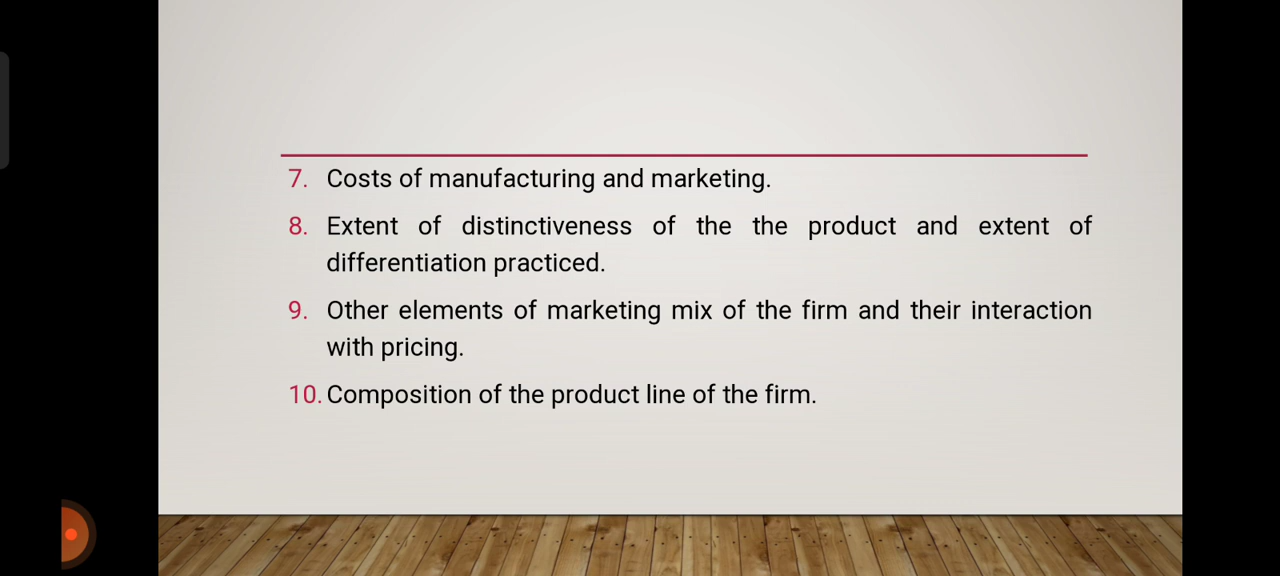 7. Costs of manufacturing and marketing.
8. Extent of distinctiveness of the the product and extent of
differentiation practiced.
9. Other elements of marketing mix of the firm and their interaction
with pricing.
10. Composition of the product line of the firm.